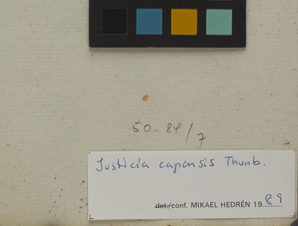 50-84/7
Justicia capensis Thunb.
det./conf. MIKAEL HEDRÉN 1989